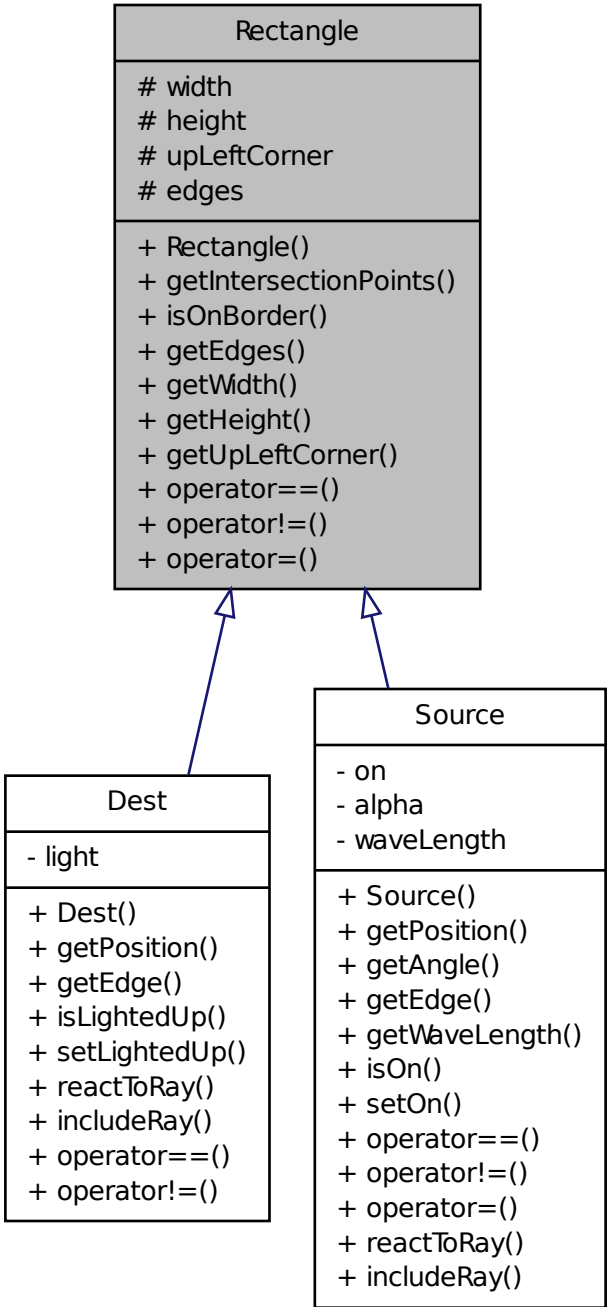 Rectangle
# width
# height
# upLeftCorner
# edges
+ Rectangle()
+ getIntersectionPoints()
+ isOnBorder()
+ getEdges()
+ getWidth()
+ getHeight()
+ getUpLeftCorner()
+ operator==()
+ operator!=()
+ operator=()
Dest
- light
+ Dest()
+ getPosition()
+ getEdge()
+ isLightedUp()
+ setLightedUp()
+ reactToRay()
+ includeRay()
+ operator==()
+ operator!=()
Source
- on
- alpha
- waveLength
+ Source()
+ getPosition()
+ getAngle()
+ getEdge()
+ getWaveLength()
+ isOn()
+ setOn()
+ operator==()
+ operator!=()
+ operator=()
+ reactToRay()
+ includeRay()